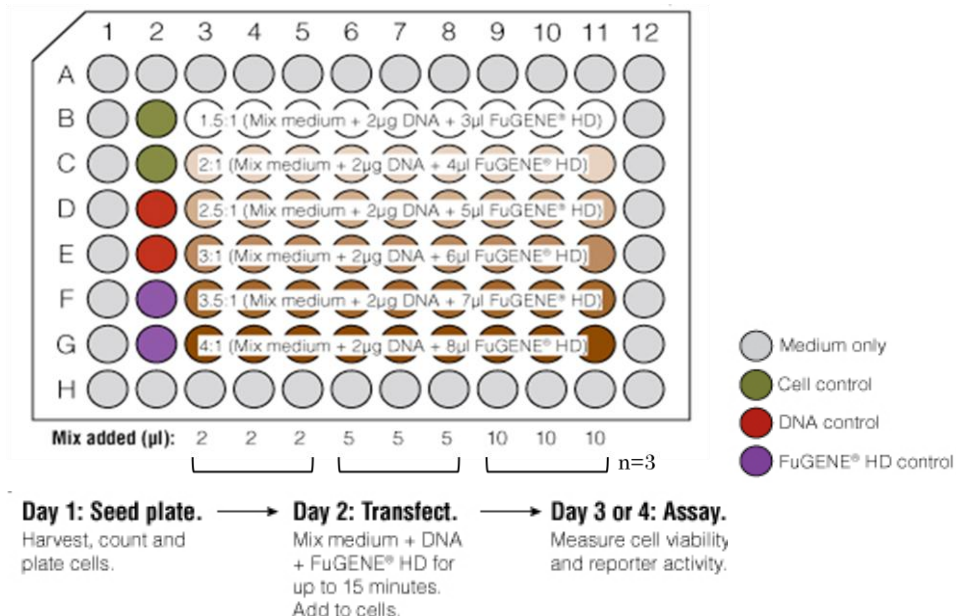 1 2 3 4 5 6 7 8 9 10 11 12
A
B 1.5:1 (Mix medium + 2µg DNA + 3µl FuGENE® HD)
C 2:1 (Mix medium + 2µg DNA + 4µl FuGENE® HD)
D 2.5:1 (Mix medium + 2µg DNA + 5µl FuGENE® HD)
E 3:1 (Mix medium + 2µg DNA + 6µl FuGENE® HD)
F 3.5:1 (Mix medium + 2µg DNA + 7µl FuGENE® HD)
G 4:1 (Mix medium + 2µg DNA + 8µl FuGENE® HD)
H
Mix added (µl): 2 2 2 5 5 5 10 10 10
n=3
Medium only
Cell control
DNA control
FuGENE® HD control
Day 1: Seed plate.
Harvest, count and
plate cells.
Day 2: Transfect.
Mix medium + DNA
+ FuGENE® HD for
up to 15 minutes.
Add to cells.
Day 3 or 4: Assay.
Measure cell viability
and reporter activity.